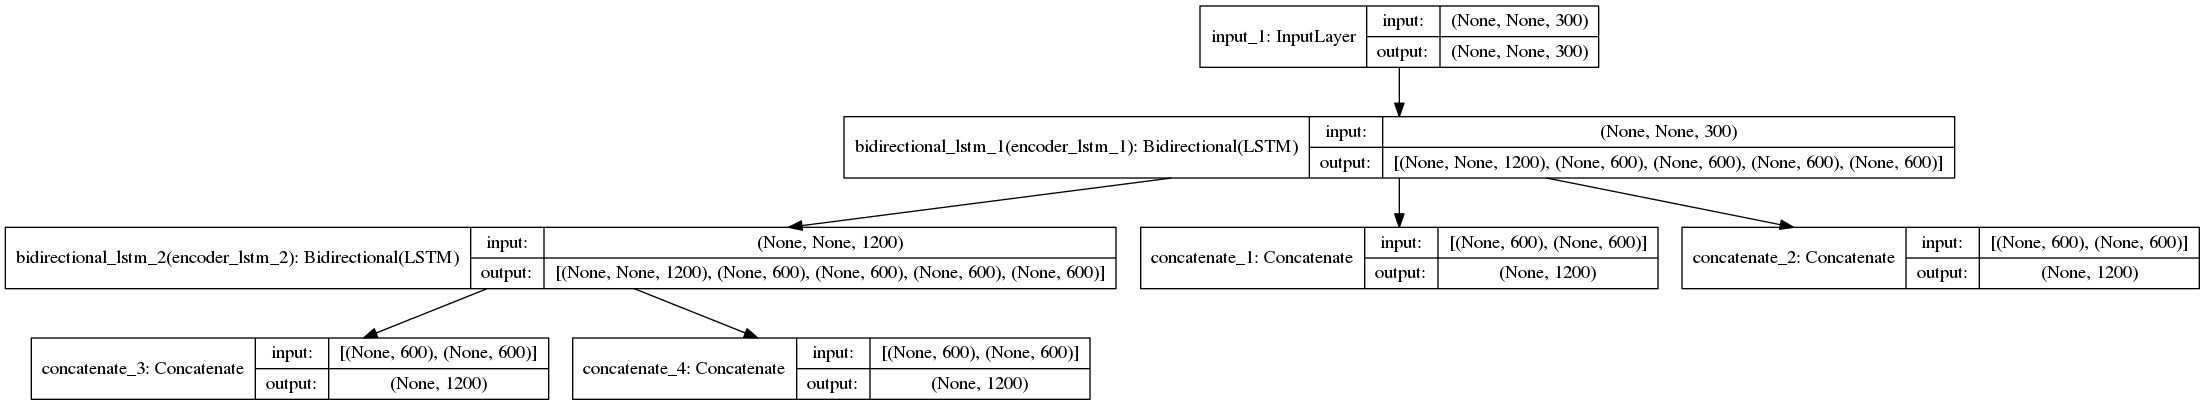 input_1: InputLayer
input:
(None, None, 300)
output:
(None, None, 300)
bidirectional_lstm_1(encoder_lstm_1): Bidirectional(LSTM)
input:
(None, None, 300)
output:
[(None, None, 1200), (None, 600), (None, 600), (None, 600), (None, 600)]
bidirectional_lstm_2(encoder_lstm_2): Bidirectional(LSTM)
input:
(None, None, 1200)
output:
[(None, None, 1200), (None, 600), (None, 600), (None, 600), (None, 600)]
concatenate_1: Concatenate
input:
[(None, 600), (None, 600)]
output:
(None, 1200)
concatenate_2: Concatenate
input:
[(None, 600), (None, 600)]
output:
(None, 1200)
concatenate_3: Concatenate
input:
[(None, 600), (None, 600)]
output:
(None, 1200)
concatenate_4: Concatenate
input:
[(None, 600), (None, 600)]
output:
(None, 1200)